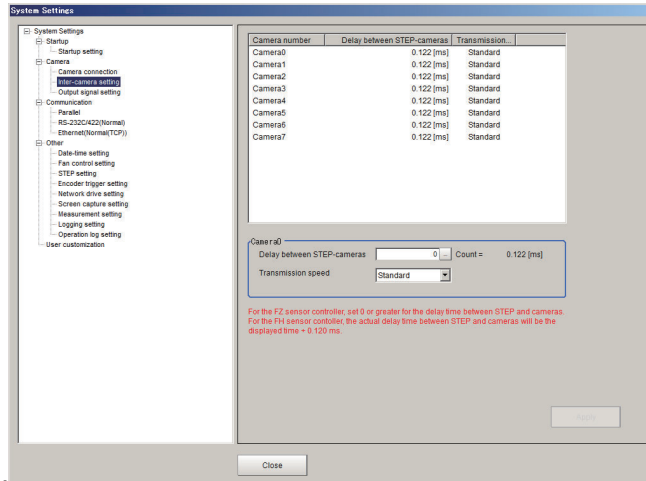 System Settings
System Settings
Startup
Startup setting
Camera
Camera connection
Inter-camera setting
Output signal setting
Communication
Parallel
RS-232C/422(Normal)
Ethernet(Normal(TCP))
Other
Date-time setting
Fan control setting
STEP setting
Encoder trigger setting
Network drive setting
Screen capture setting
Measurement setting
Logging setting
Operation log setting
User customization
Camera number Delay between STEP-cameras Transmission...
Camera0 0.122 [ms] Standard
Camera1 0.122 [ms] Standard
Camera2 0.122 [ms] Standard
Camera3 0.122 [ms] Standard
Camera4 0.122 [ms] Standard
Camera5 0.122 [ms] Standard
Camera6 0.122 [ms] Standard
Camera7 0.122 [ms] Standard
Camera0
Delay between STEP-cameras 0 ... Count = 0.122 [ms]
Transmission speed Standard
For the FZ sensor controller, set 0 or greater for the delay time between STEP and cameras.
For the FH sensor contoller, the actual delay time between STEP and cameras will be the
displayed time + 0.120 ms.
Apply
Close